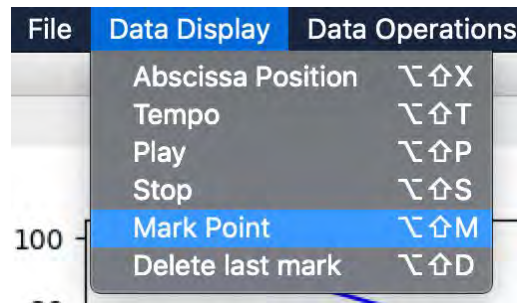 File Data Display Data Operations
Abscissa Position ⌥⇧X
Tempo ⌥⇧T
Play ⌥⇧P
Stop ⌥⇧S
Mark Point ⌥⇧M
100
Delete last mark ⌥⇧D